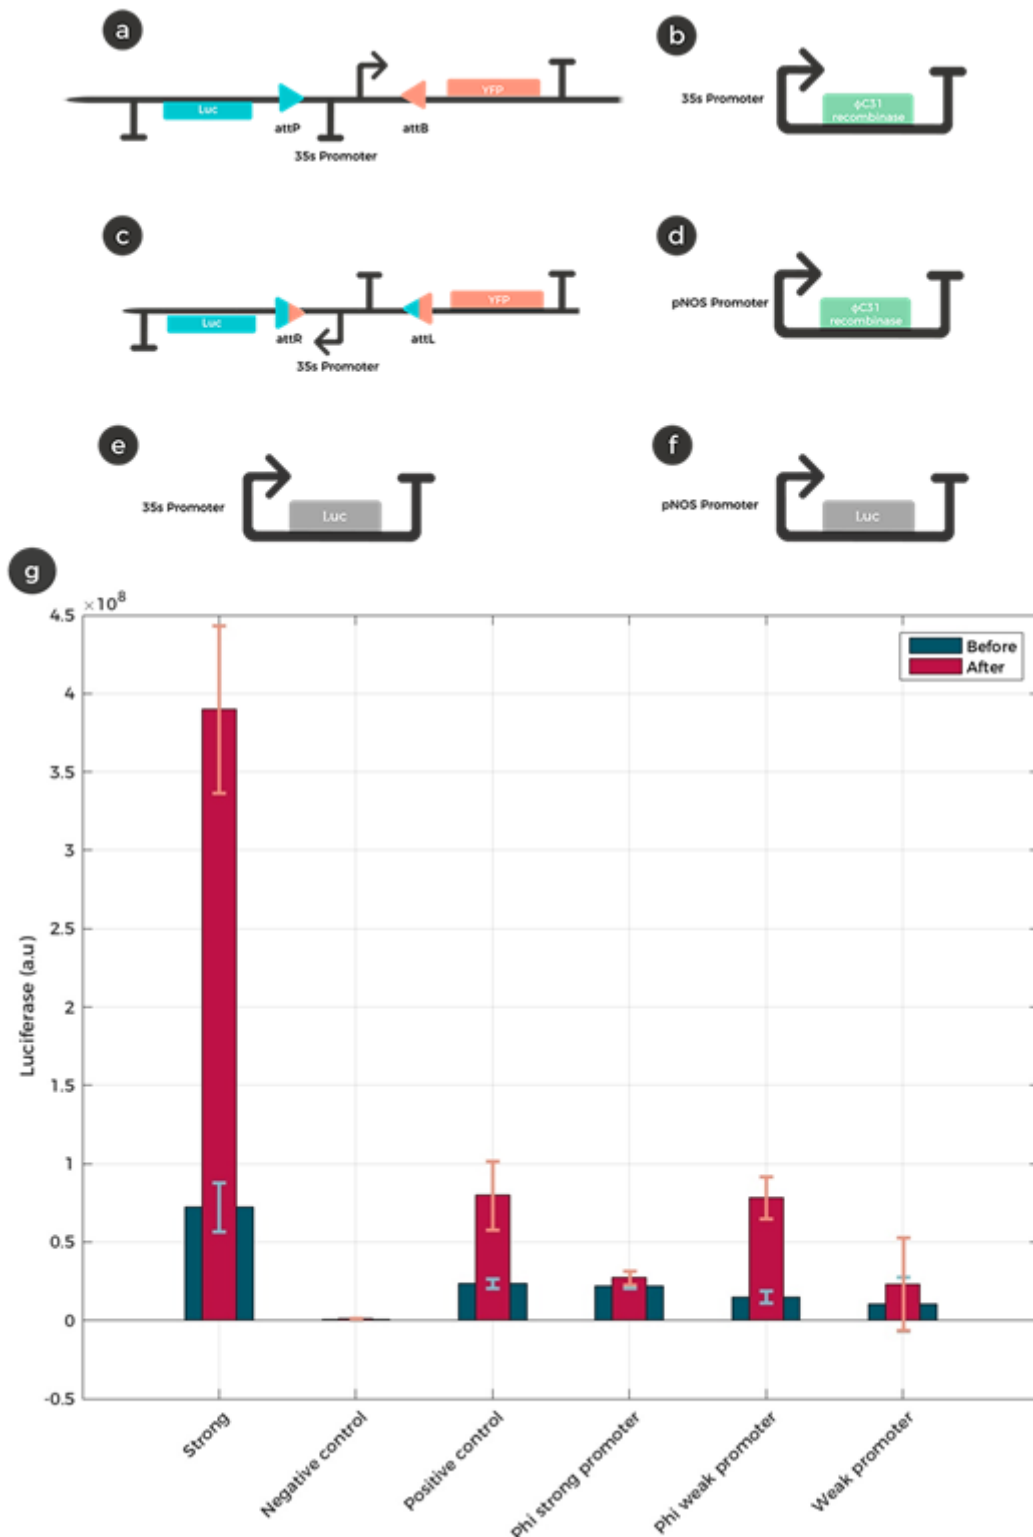 a
Luc
attP
35s Promoter
attB
YFP
b
35s Promoter
ϕC31
recombinase
c
Luc
attR
35s Promoter
attL
YFP
d
pNOS Promoter
ϕC31
recombinase
e
35s Promoter
Luc
f
pNOS Promoter
Luc
g
×10⁸
4.5
4
3.5
3
2.5
2
1.5
1
0.5
0
-0.5
Luciferase (a.u)
Before
After
Strong
Negative control
Positive control
Phi strong promoter
Phi weak promoter
Weak promoter